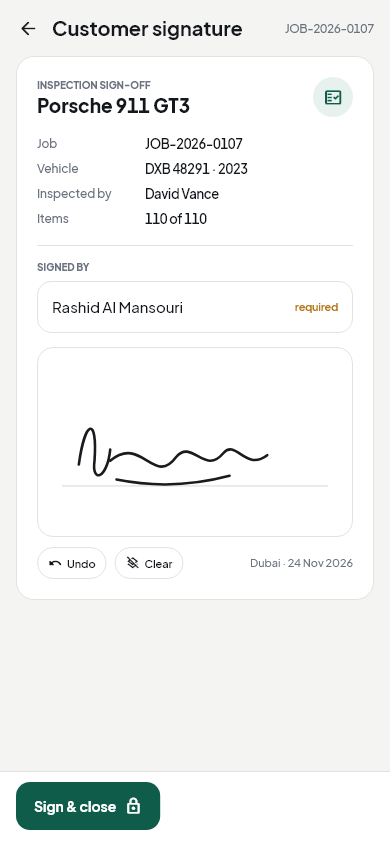 Customer signature JOB-2026-0107
INSPECTION SIGN-OFF
Porsche 911 GT3
Job JOB-2026-0107
Vehicle DXB 48291 · 2023
Inspected by David Vance
Items 110 of 110
SIGNED BY
Rashid Al Mansouri required
Undo Clear Dubai · 24 Nov 2026
Sign & close